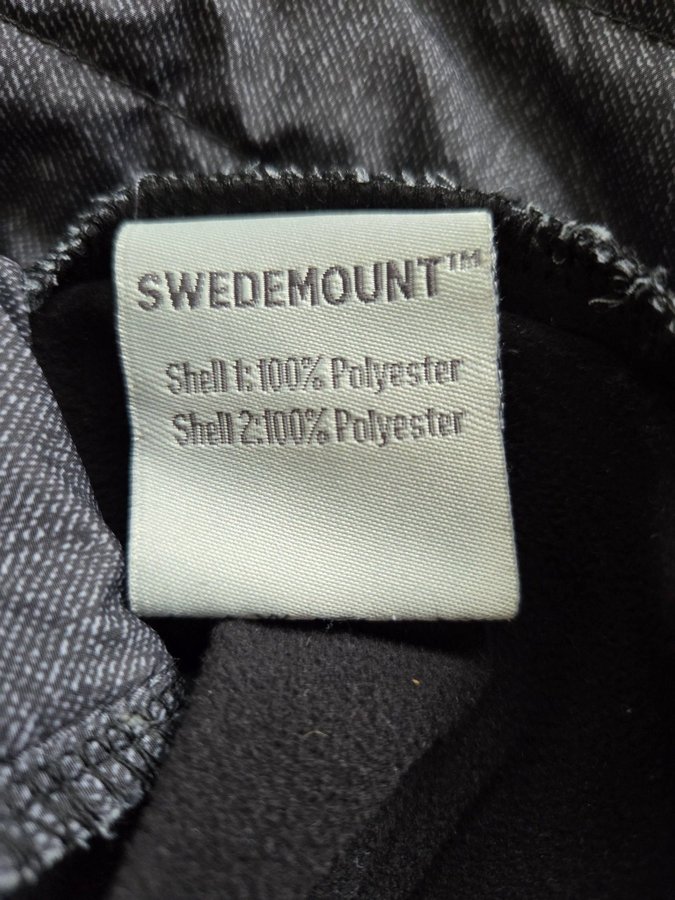 SWEDEMOUNT™
Shell 1:100% Polyester
Shell 2:100% Polyester